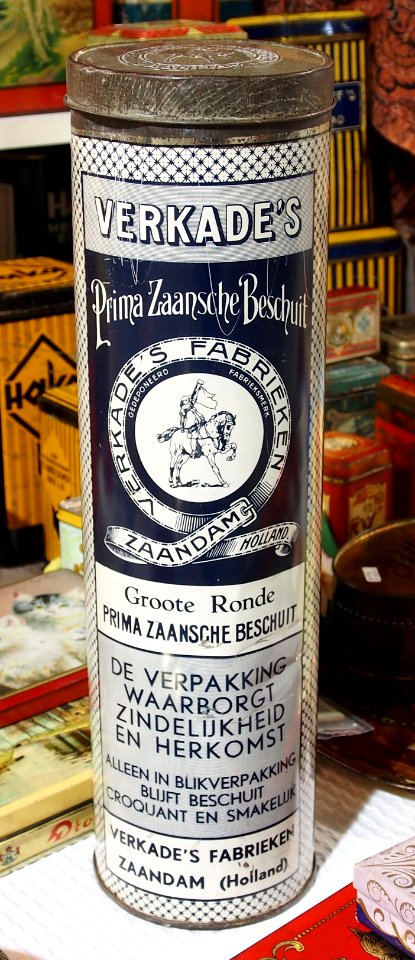 VERKADE'S
Prima Zaansche Beschuit
VERKADE'S FABRIEKEN
GEDEPONEERD FABRIEKSMERK
ZAANDAM
HOLLAND.
Groote Ronde
PRIMA ZAANSCHE BESCHUIT
DE VERPAKKING
WAARBORGT
ZINDELIJKHEID
EN HERKOMST
ALLEEN IN BLIKVERPAKKING
BLIJFT BESCHUIT
CROQUANT EN SMAKELIJK
VERKADE'S FABRIEKEN
ZAANDAM (Holland)